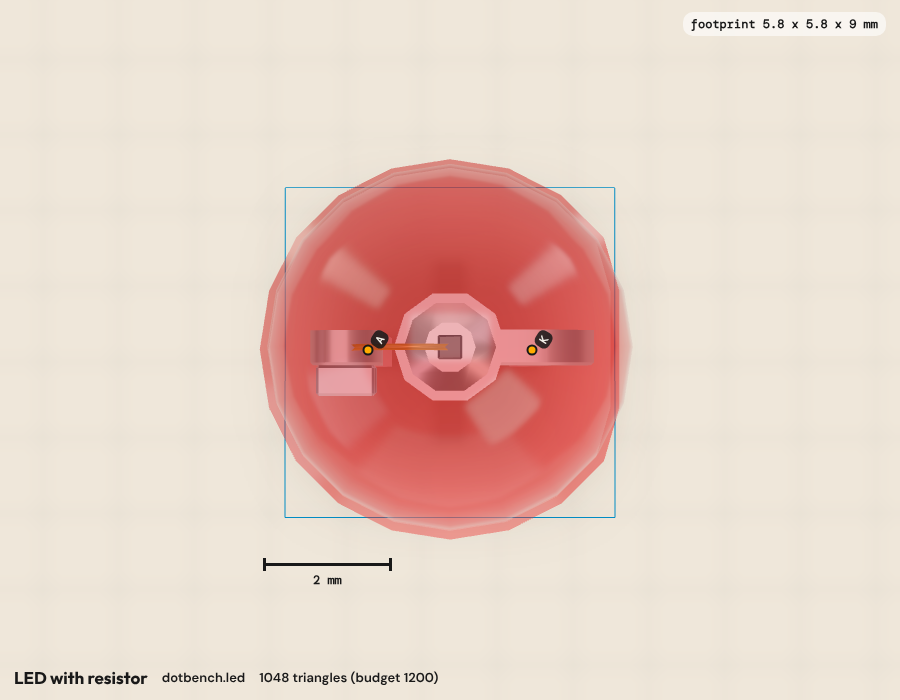 footprint 5.8 x 5.8 x 9 mm
A
K
2 mm
LED with resistor dotbench.led 1048 triangles (budget 1200)